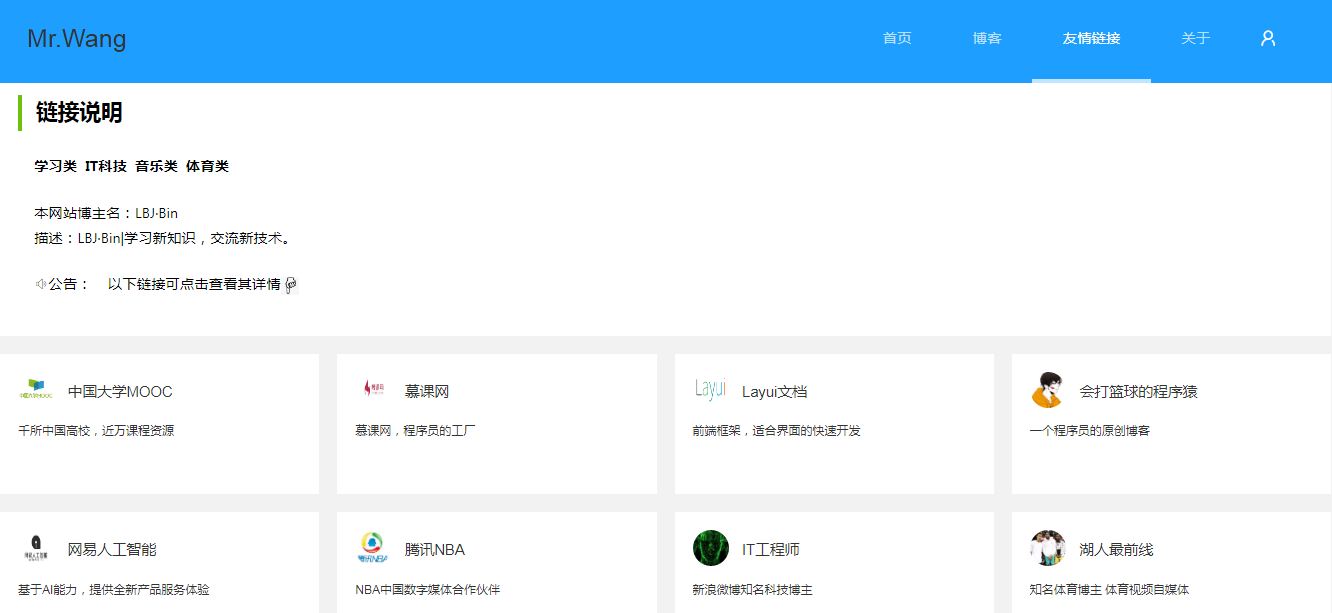 Mr.Wang 首页 博客 友情链接 关于
链接说明
学习类 IT科技 音乐类 体育类
本网站博主名：LBJ·Bin
描述：LBJ·Bin|学习新知识，交流新技术。
公告： 以下链接可点击查看其详情
中国大学MOOC
千所中国高校，近万课程资源
慕课网
慕课网，程序员的工厂
Layui
Layui文档
前端框架，适合界面的快速开发
会打篮球的程序猿
一个程序员的原创博客
网易人工智能
基于AI能力，提供全新产品服务体验
腾讯NBA
NBA中国数字媒体合作伙伴
IT工程师
新浪微博知名科技博主
湖人最前线
知名体育博主 体育视频自媒体